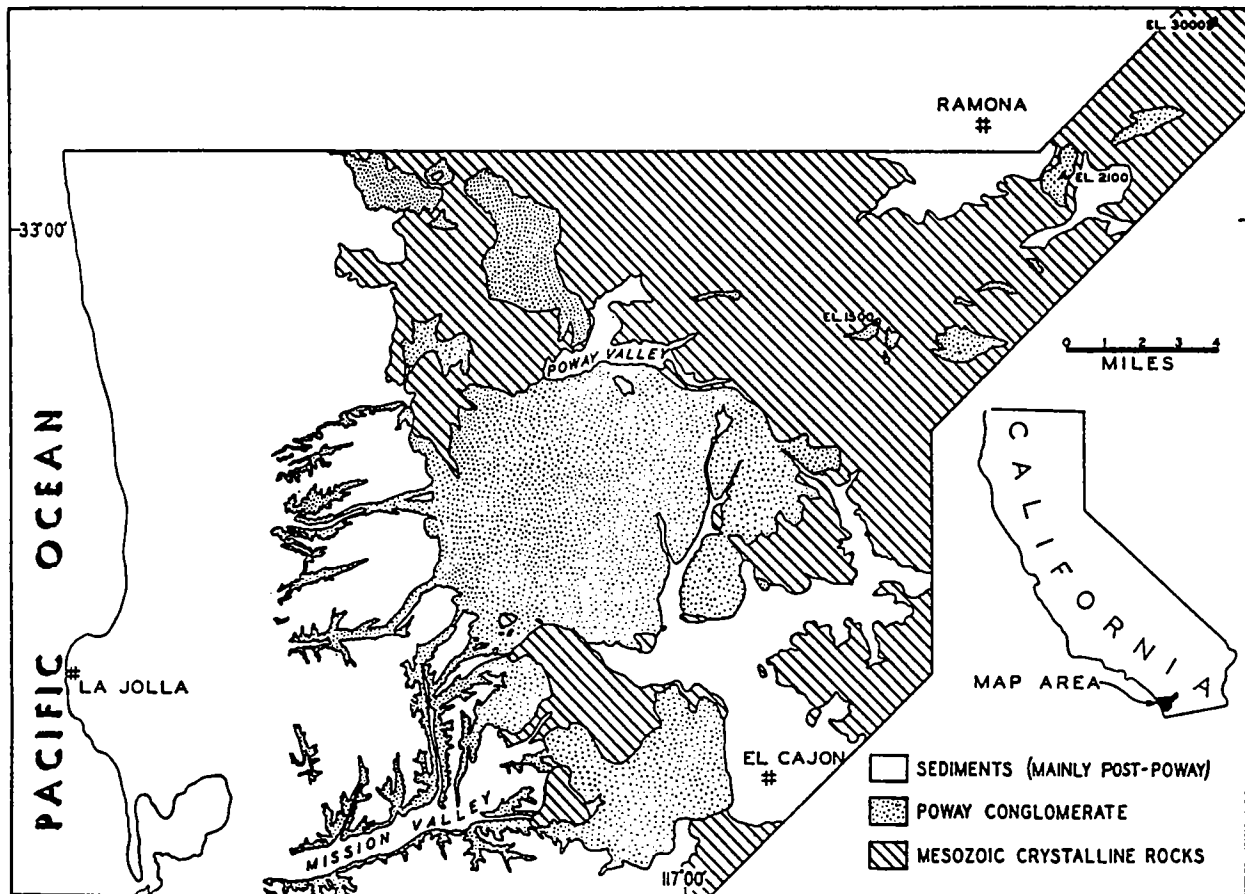 EL. 3000
RAMONA
EL. 2100
33°00'
EL. 1500
0 1 2 3 4
MILES
POWAY VALLEY
PACIFIC OCEAN
CALIFORNIA
LA JOLLA
MAP AREA
EL CAJON
SEDIMENTS (MAINLY POST-POWAY)
POWAY CONGLOMERATE
MESOZOIC CRYSTALLINE ROCKS
MISSION VALLEY
117°00'